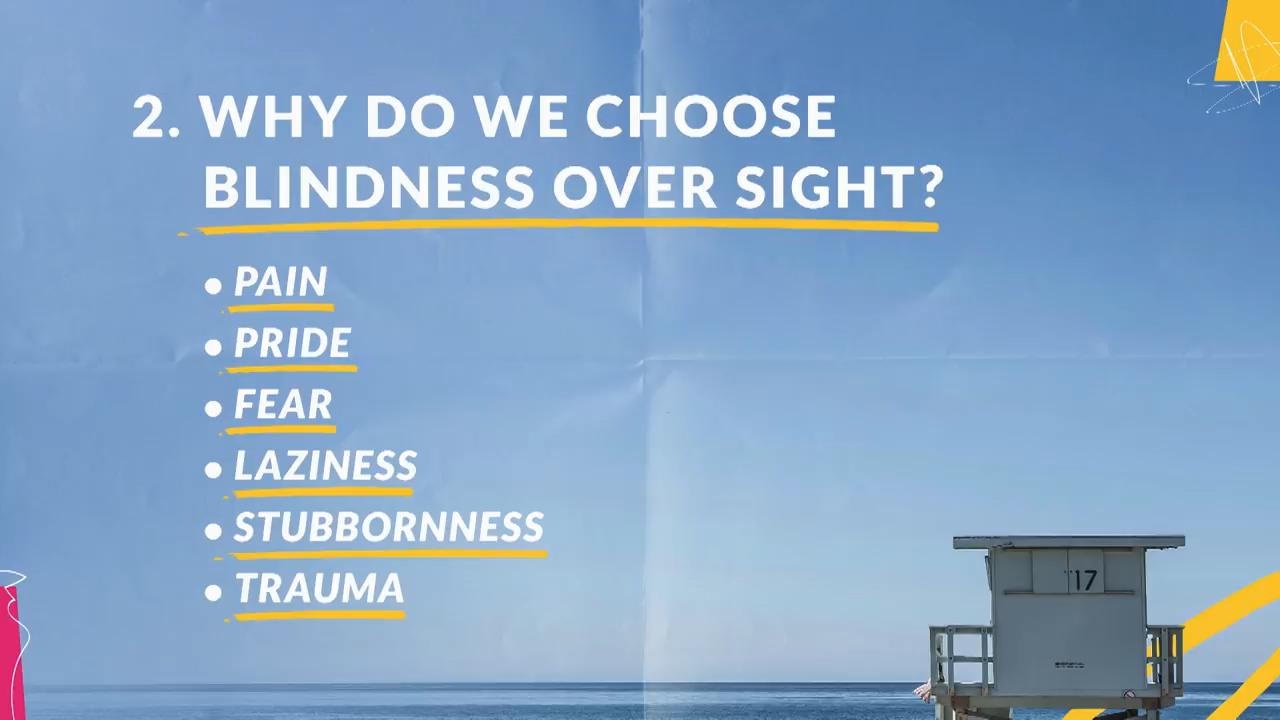 2. WHY DO WE CHOOSE
BLINDNESS OVER SIGHT?
• PAIN
• PRIDE
• FEAR
• LAZINESS
• STUBBORNNESS
• TRAUMA
17